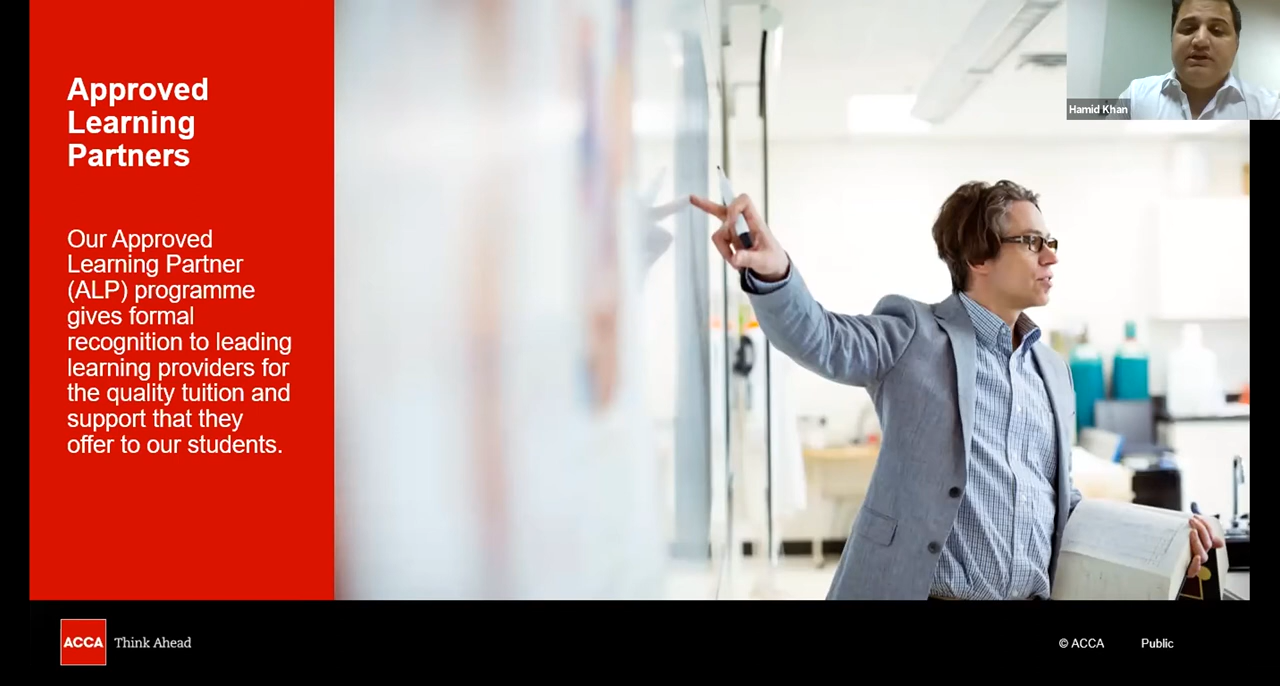 Approved
Learning
Partners
Our Approved
Learning Partner
(ALP) programme
gives formal
recognition to leading
learning providers for
the quality tuition and
support that they
offer to our students.
Hamid Khan
ACCA Think Ahead
© ACCA Public